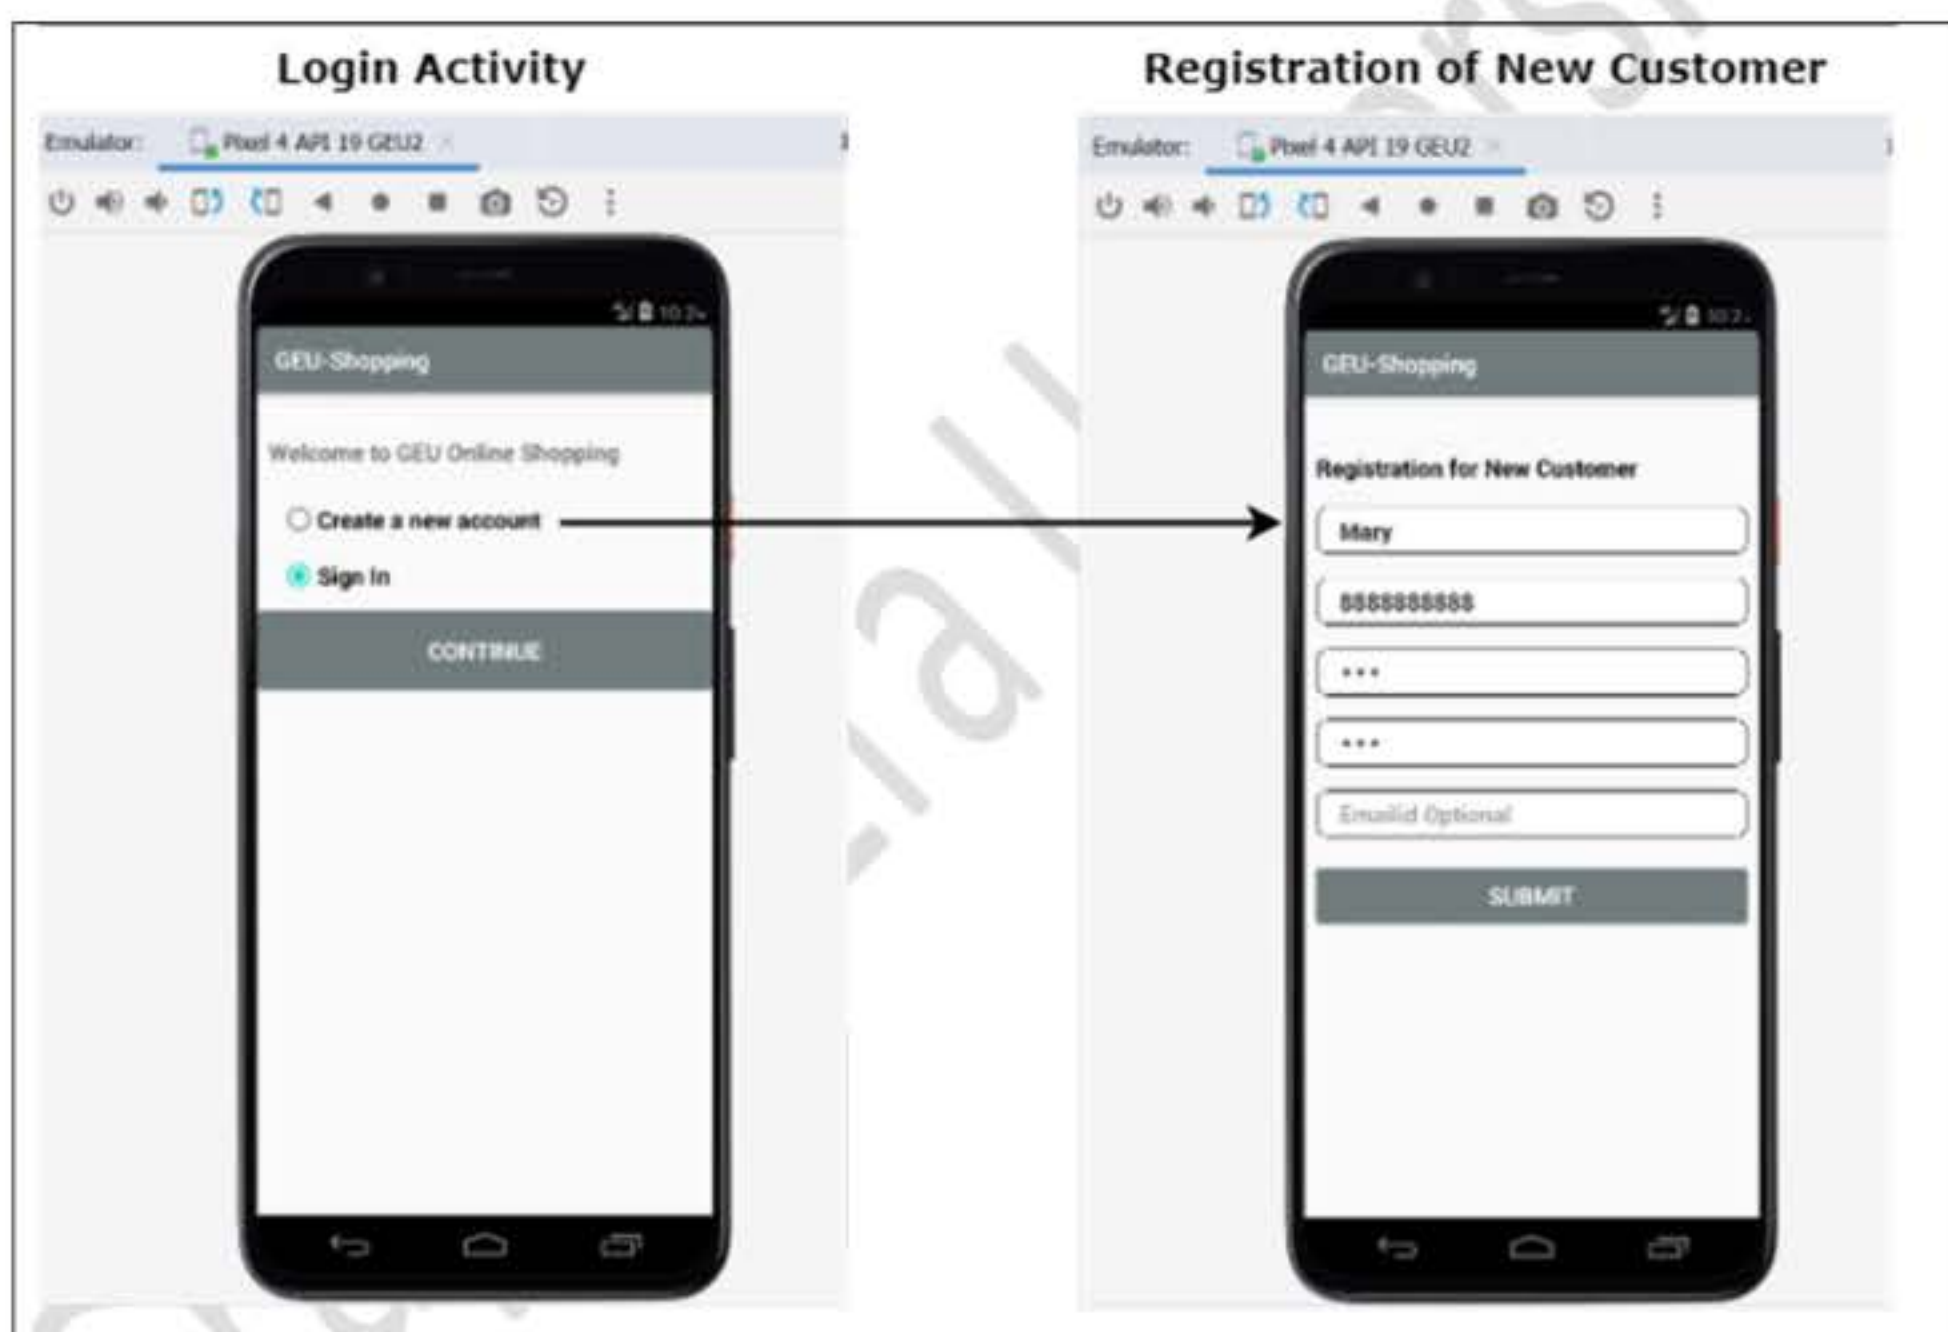 Login Activity
Registration of New Customer
Emulator: Pixel 4 API 19 GEU2
Emulator: Pixel 4 API 19 GEU2
GEU-Shopping
Welcome to GEU Online Shopping
Create a new account
Sign In
CONTINUE
GEU-Shopping
Registration for New Customer
Mary
8888888888
•••
•••
Emailid Optional
SUBMIT